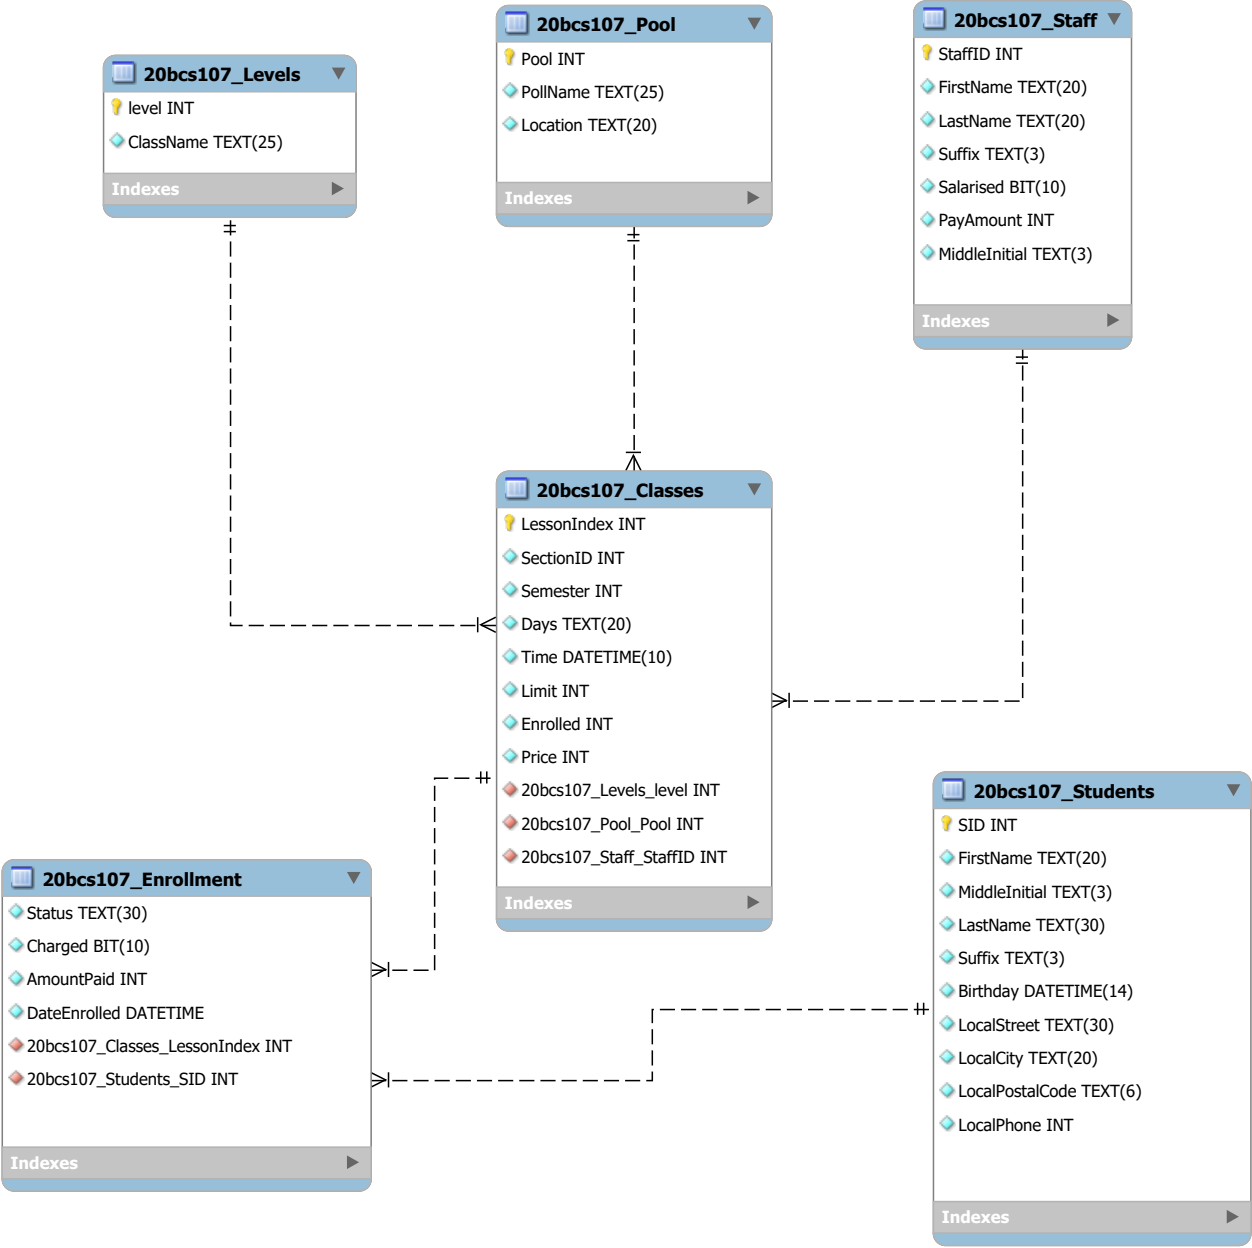 20bcs107_Levels
level INT
ClassName TEXT(25)
Indexes
20bcs107_Pool
Pool INT
PollName TEXT(25)
Location TEXT(20)
Indexes
20bcs107_Staff
StaffID INT
FirstName TEXT(20)
LastName TEXT(20)
Suffix TEXT(3)
Salarised BIT(10)
PayAmount INT
MiddleInitial TEXT(3)
Indexes
20bcs107_Classes
LessonIndex INT
SectionID INT
Semester INT
Days TEXT(20)
Time DATETIME(10)
Limit INT
Enrolled INT
Price INT
20bcs107_Levels_level INT
20bcs107_Pool_Pool INT
20bcs107_Staff_StaffID INT
Indexes
20bcs107_Enrollment
Status TEXT(30)
Charged BIT(10)
AmountPaid INT
DateEnrolled DATETIME
20bcs107_Classes_LessonIndex INT
20bcs107_Students_SID INT
Indexes
20bcs107_Students
SID INT
FirstName TEXT(20)
MiddleInitial TEXT(3)
LastName TEXT(30)
Suffix TEXT(3)
Birthday DATETIME(14)
LocalStreet TEXT(30)
LocalCity TEXT(20)
LocalPostalCode TEXT(6)
LocalPhone INT
Indexes